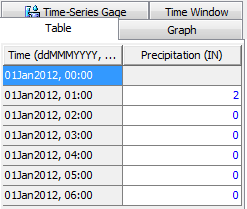 Time-Series Gage Time Window
Table Graph
Time (ddMMMYYYY, ... Precipitation (IN)
01Jan2012, 00:00
01Jan2012, 01:00 2
01Jan2012, 02:00 0
01Jan2012, 03:00 0
01Jan2012, 04:00 0
01Jan2012, 05:00 0
01Jan2012, 06:00 0